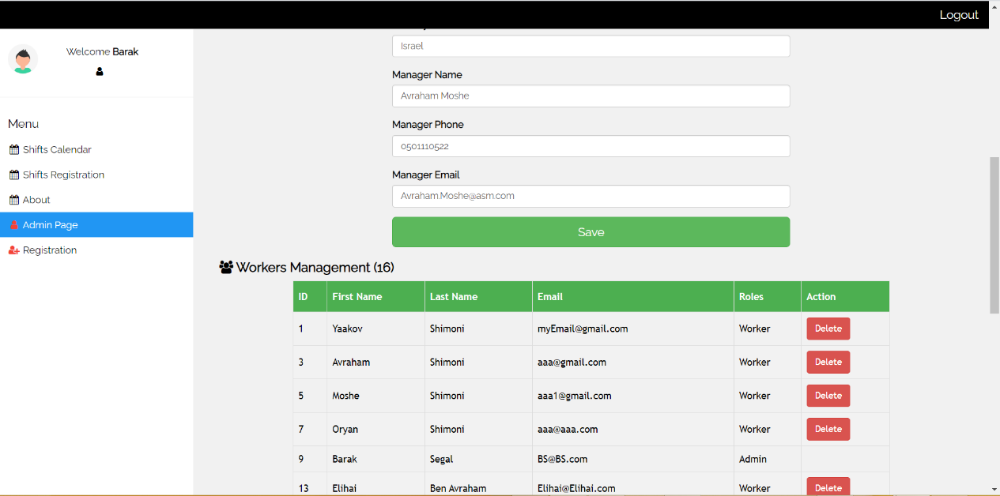 Logout
Welcome Barak
Menu
Shifts Calendar
Shifts Registration
About
Admin Page
Registration
Israel
Manager Name
Avraham Moshe
Manager Phone
0501110522
Manager Email
Avraham.Moshe@asm.com
Save
Workers Management (16)
ID First Name Last Name Email Roles Action
1 Yaakov Shimoni myEmail@gmail.com Worker Delete
3 Avraham Shimoni aaa@gmail.com Worker Delete
5 Moshe Shimoni aaa1@gmail.com Worker Delete
7 Oryan Shimoni aaa@aaa.com Worker Delete
9 Barak Segal BS@BS.com Admin
13 Elihai Ben Avraham Elihai@Elihai.com Worker Delete